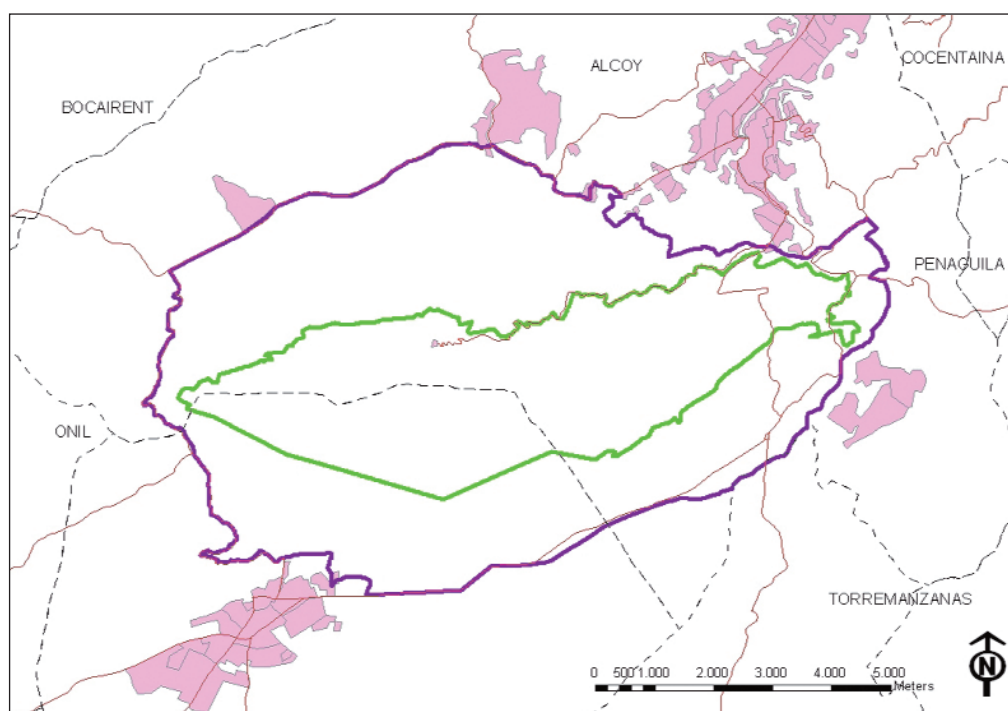 ALCOY
COCENTAINA
BOCAIRENT
PENAGUILA
ONIL
TORREMANZANAS
N
0 500 1.000 2.000 3.000 4.000 5.000
Meters